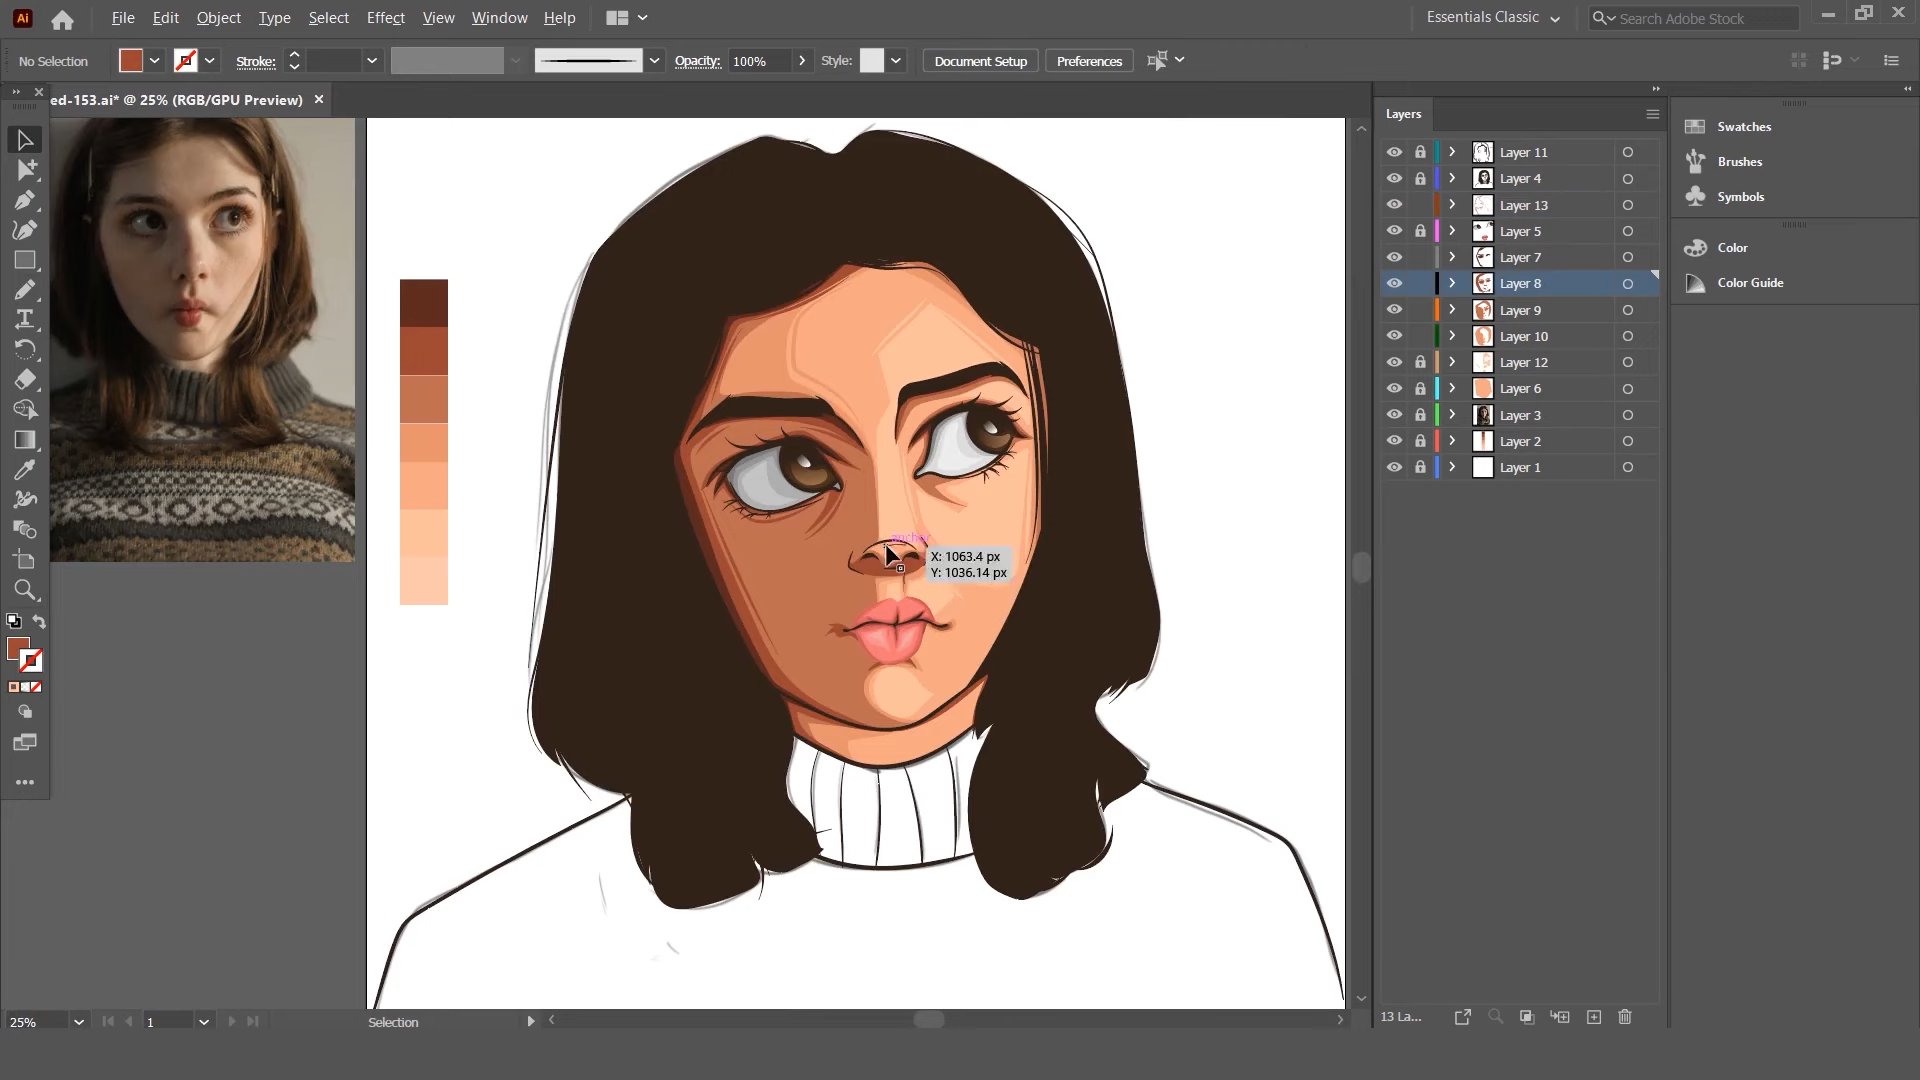 Ai
File Edit Object Type Select Effect View Window Help
Essentials Classic
Search Adobe Stock
No Selection
Stroke:
Opacity: 100%
Style:
Document Setup
Preferences
ed-153.ai* @ 25% (RGB/GPU Preview)
Layers
Layer 11
Layer 4
Layer 13
Layer 5
Layer 7
Layer 8
Layer 9
Layer 10
Layer 12
Layer 6
Layer 3
Layer 2
Layer 1
Swatches
Brushes
Symbols
Color
Color Guide
anchor
X: 1063.4 px
Y: 1036.14 px
25%
1
Selection
13 La...